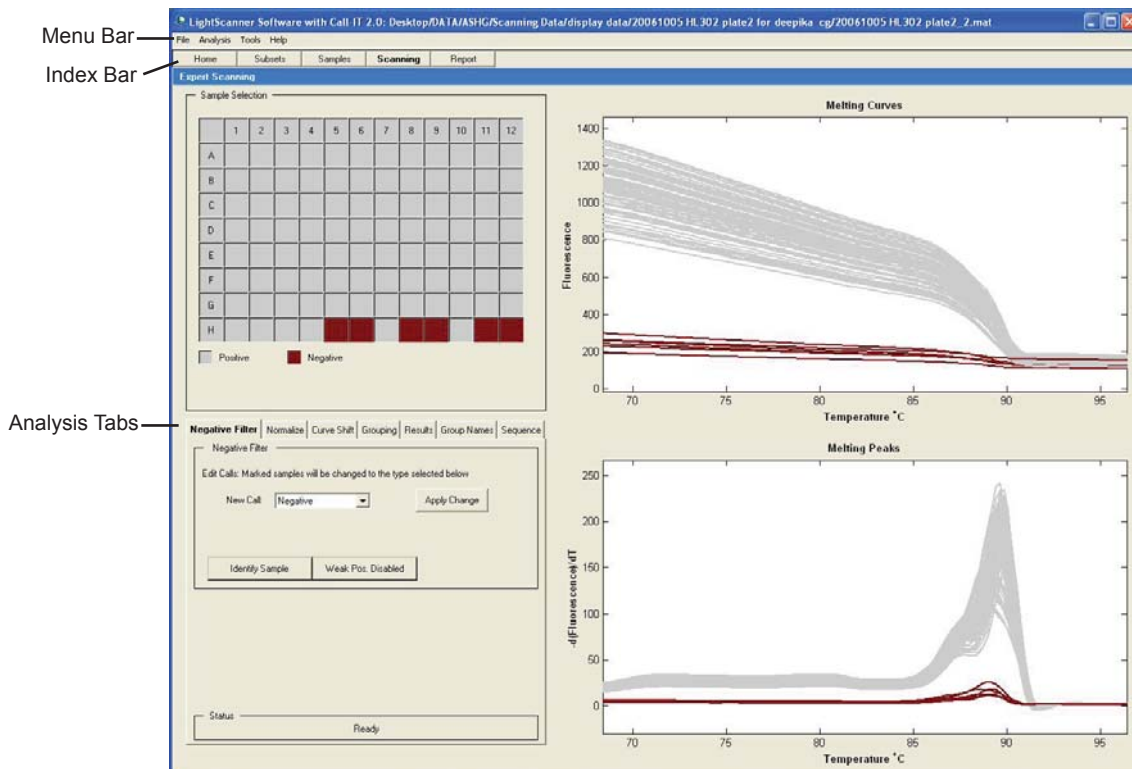 LightScanner Software with Call IT 2.0: Desktop/DATA/ASHG/Scanning Data/display data/20061005 HL302 plate2 for deepika cg/20061005 HL302 plate2_2.mat
Menu Bar
File Analysis Tools Help
Index Bar
Home Subsets Samples Scanning Report
Expert Scanning
Sample Selection
1 2 3 4 5 6 7 8 9 10 11 12
A
B
C
D
E
F
G
H
Positive Negative
Melting Curves
1400
1200
1000
800
600
400
200
0
Fluorescence
70 75 80 85 90 95
Temperature °C
Analysis Tabs
Negative Filter Normalize Curve Shift Grouping Results Group Names Sequence
Negative Filter
Edit Calls: Marked samples will be changed to the type selected below
New Call Negative Apply Change
Identify Sample Weak Pos. Disabled
Status
Ready
Melting Peaks
250
200
150
100
50
0
-d(Fluorescence)/dT
70 75 80 85 90 95
Temperature °C